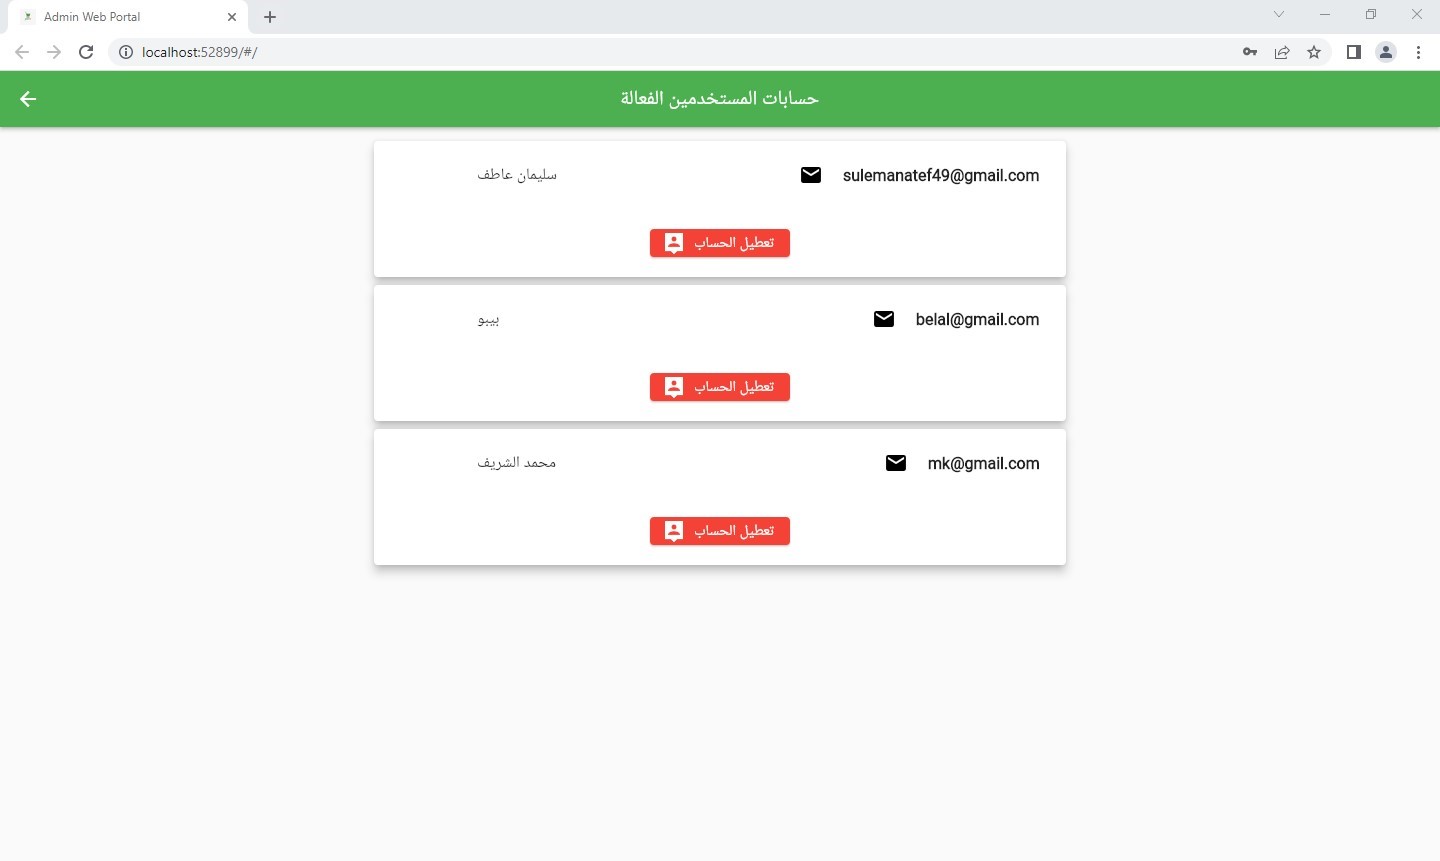 Admin Web Portal
localhost:52899/#/
حسابات المستخدمين الفعالة
sulemanatef49@gmail.com
سليمان عاطف
تعطيل الحساب
belal@gmail.com
بيبو
تعطيل الحساب
mk@gmail.com
محمد الشريف
تعطيل الحساب